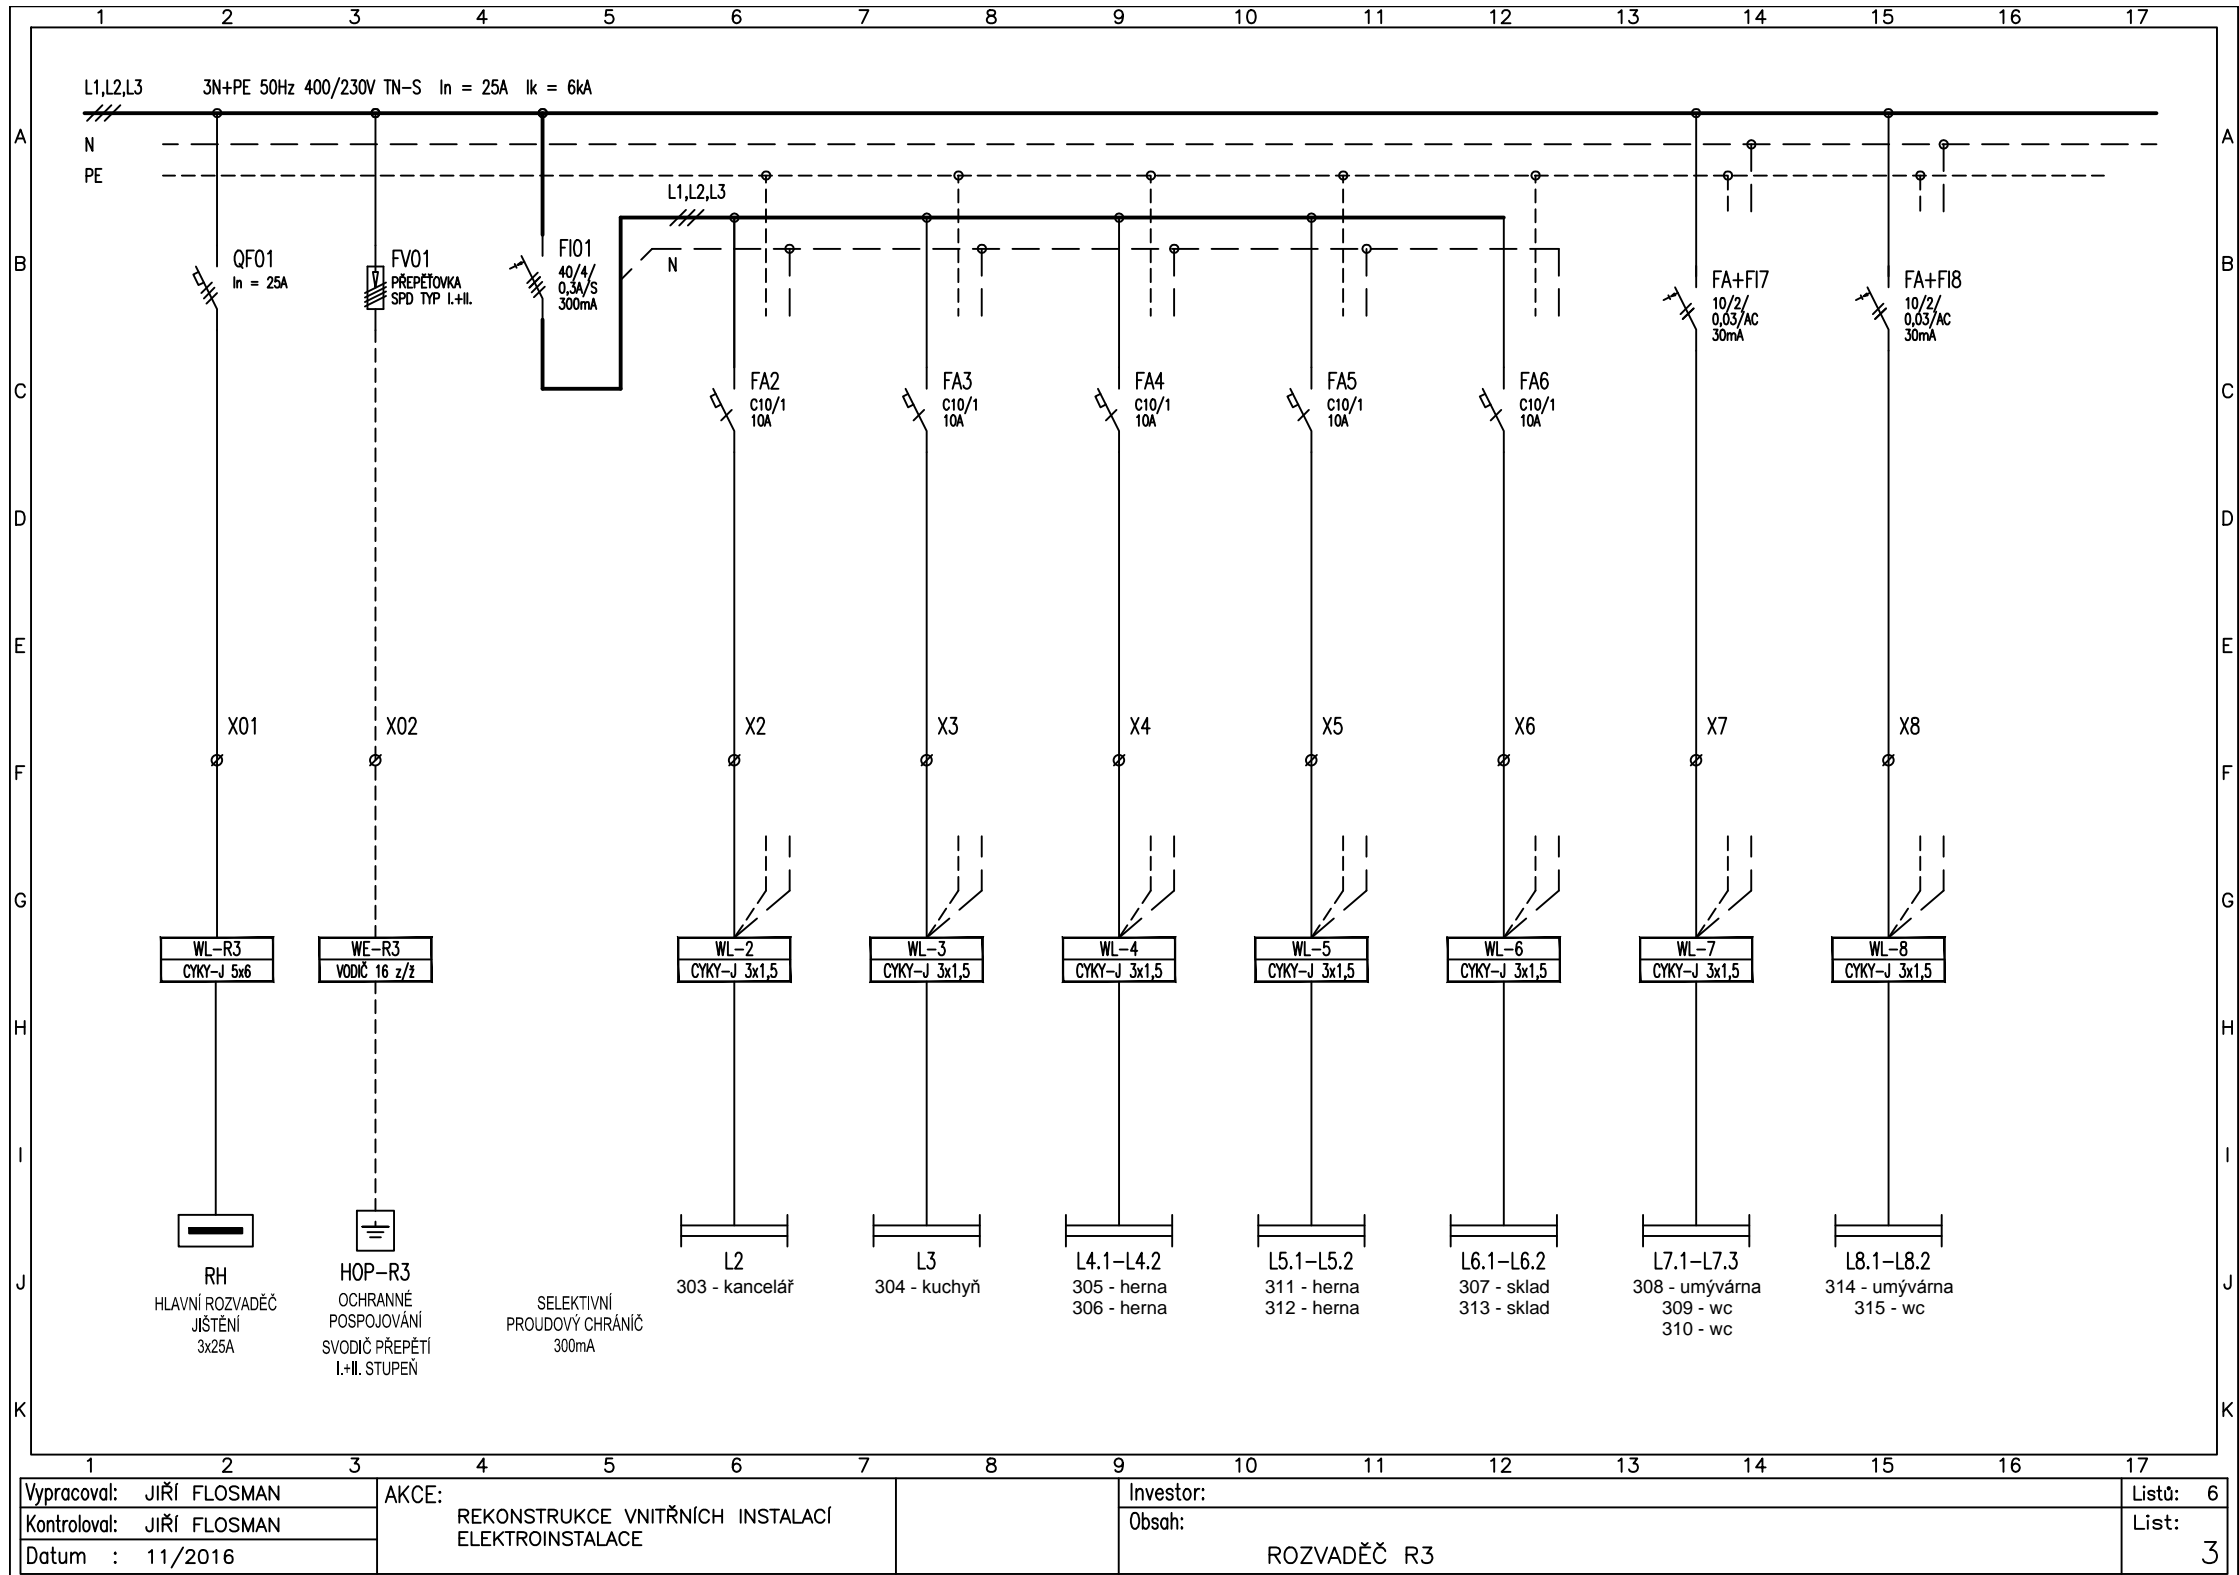 1 2 3 4 5 6 7 8 9 10 11 12 13 14 15 16 17
L1,L2,L3 3N+PE 50Hz 400/230V TN-S In = 25A Ik = 6kA
A A
N
PE
L1,L2,L3
B B
N
QF01
In = 25A
FV01
PŘEPĚŤOVKA
SPD TYP I.+II.
FI01
40/4/
0,3A/S
300mA
FA+FI7
10/2/
0,03/AC
30mA
FA+FI8
10/2/
0,03/AC
30mA
C C
FA2
C10/1
10A
FA3
C10/1
10A
FA4
C10/1
10A
FA5
C10/1
10A
FA6
C10/1
10A
D D
E E
X01 X02 X2 X3 X4 X5 X6 X7 X8
F F
G G
WL-R3
CYKY-J 5x6
WE-R3
VODIČ 16 z/ž
WL-2
CYKY-J 3x1,5
WL-3
CYKY-J 3x1,5
WL-4
CYKY-J 3x1,5
WL-5
CYKY-J 3x1,5
WL-6
CYKY-J 3x1,5
WL-7
CYKY-J 3x1,5
WL-8
CYKY-J 3x1,5
H H
I I
J J
RH
HLAVNÍ ROZVADĚČ
JIŠTĚNÍ
3x25A
HOP-R3
OCHRANNÉ
POSPOJOVÁNÍ
SVODIČ PŘEPĚTÍ
I.+II. STUPEŇ
SELEKTIVNÍ
PROUDOVÝ CHRÁNÍČ
300mA
L2
303 - kancelář
L3
304 - kuchyň
L4.1-L4.2
305 - herna
306 - herna
L5.1-L5.2
311 - herna
312 - herna
L6.1-L6.2
307 - sklad
313 - sklad
L7.1-L7.3
308 - umývárna
309 - wc
310 - wc
L8.1-L8.2
314 - umývárna
315 - wc
K K
1 2 3 4 5 6 7 8 9 10 11 12 13 14 15 16 17
Vypracoval: JIŘÍ FLOSMAN
Kontroloval: JIŘÍ FLOSMAN
Datum : 11/2016
AKCE:
REKONSTRUKCE VNITŘNÍCH INSTALACÍ
ELEKTROINSTALACE
Investor:
Obsah:
ROZVADĚČ R3
Listů: 6
List:
3